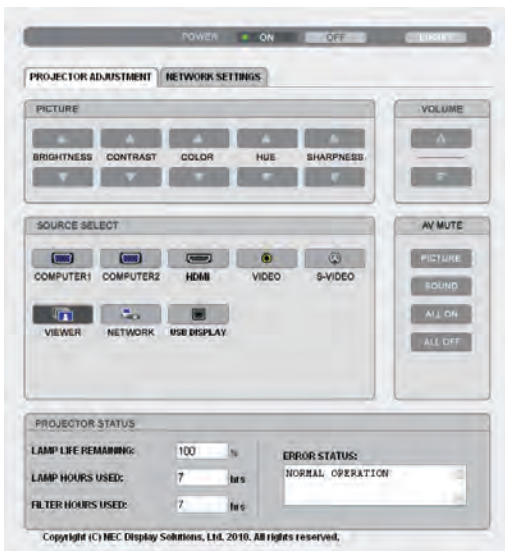 POWER ON OFF
PROJECTOR ADJUSTMENT NETWORK SETTINGS
PICTURE
BRIGHTNESS CONTRAST COLOR HUE SHARPNESS
VOLUME
SOURCE SELECT
COMPUTER1 COMPUTER2 HDMI VIDEO S-VIDEO
VIEWER NETWORK USB DISPLAY
AV MUTE
PICTURE
SOUND
ALL ON
ALL OFF
PROJECTOR STATUS
LAMP LIFE REMAINING: 100 %
LAMP HOURS USED: 7 hrs
FILTER HOURS USED: 7 hrs
ERROR STATUS:
NORMAL OPERATION
Copyright (C) NEC Display Solutions, Ltd. 2010. All rights reserved.